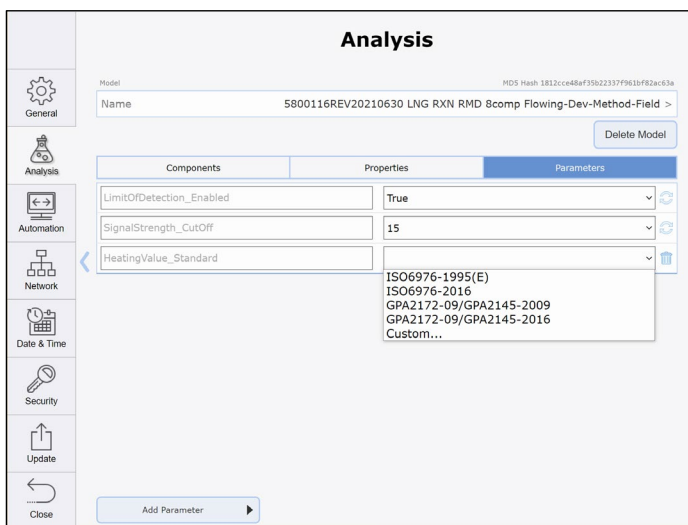 Analysis
General
Analysis
Automation
Network
Date & Time
Security
Update
Close
Model MD5 Hash 1812cce48af35b22337f961bf82ac63a
Name 5800116REV20210630 LNG RXN RMD 8comp Flowing-Dev-Method-Field >
Delete Model
Components Properties Parameters
LimitOfDetection_Enabled True
SignalStrength_CutOff 15
HeatingValue_Standard
ISO6976-1995(E)
ISO6976-2016
GPA2172-09/GPA2145-2009
GPA2172-09/GPA2145-2016
Custom...
Add Parameter